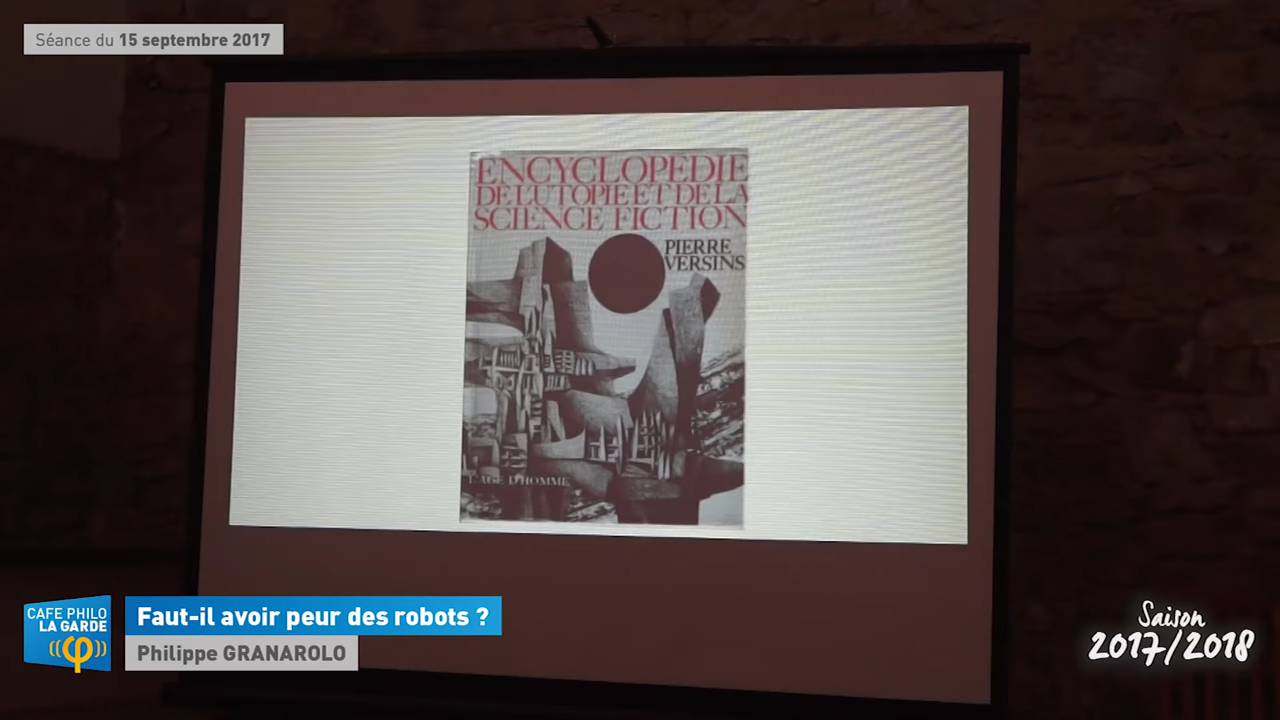 Séance du 15 septembre 2017
ENCYCLOPEDIE
DE L'UTOPIE ET DE LA
SCIENCE FICTION
PIERRE
VERSINS
L'AGE D'HOMME
CAFE PHILO
LA GARDE
Faut-il avoir peur des robots ?
Philippe GRANAROLO
Saison
2017/2018